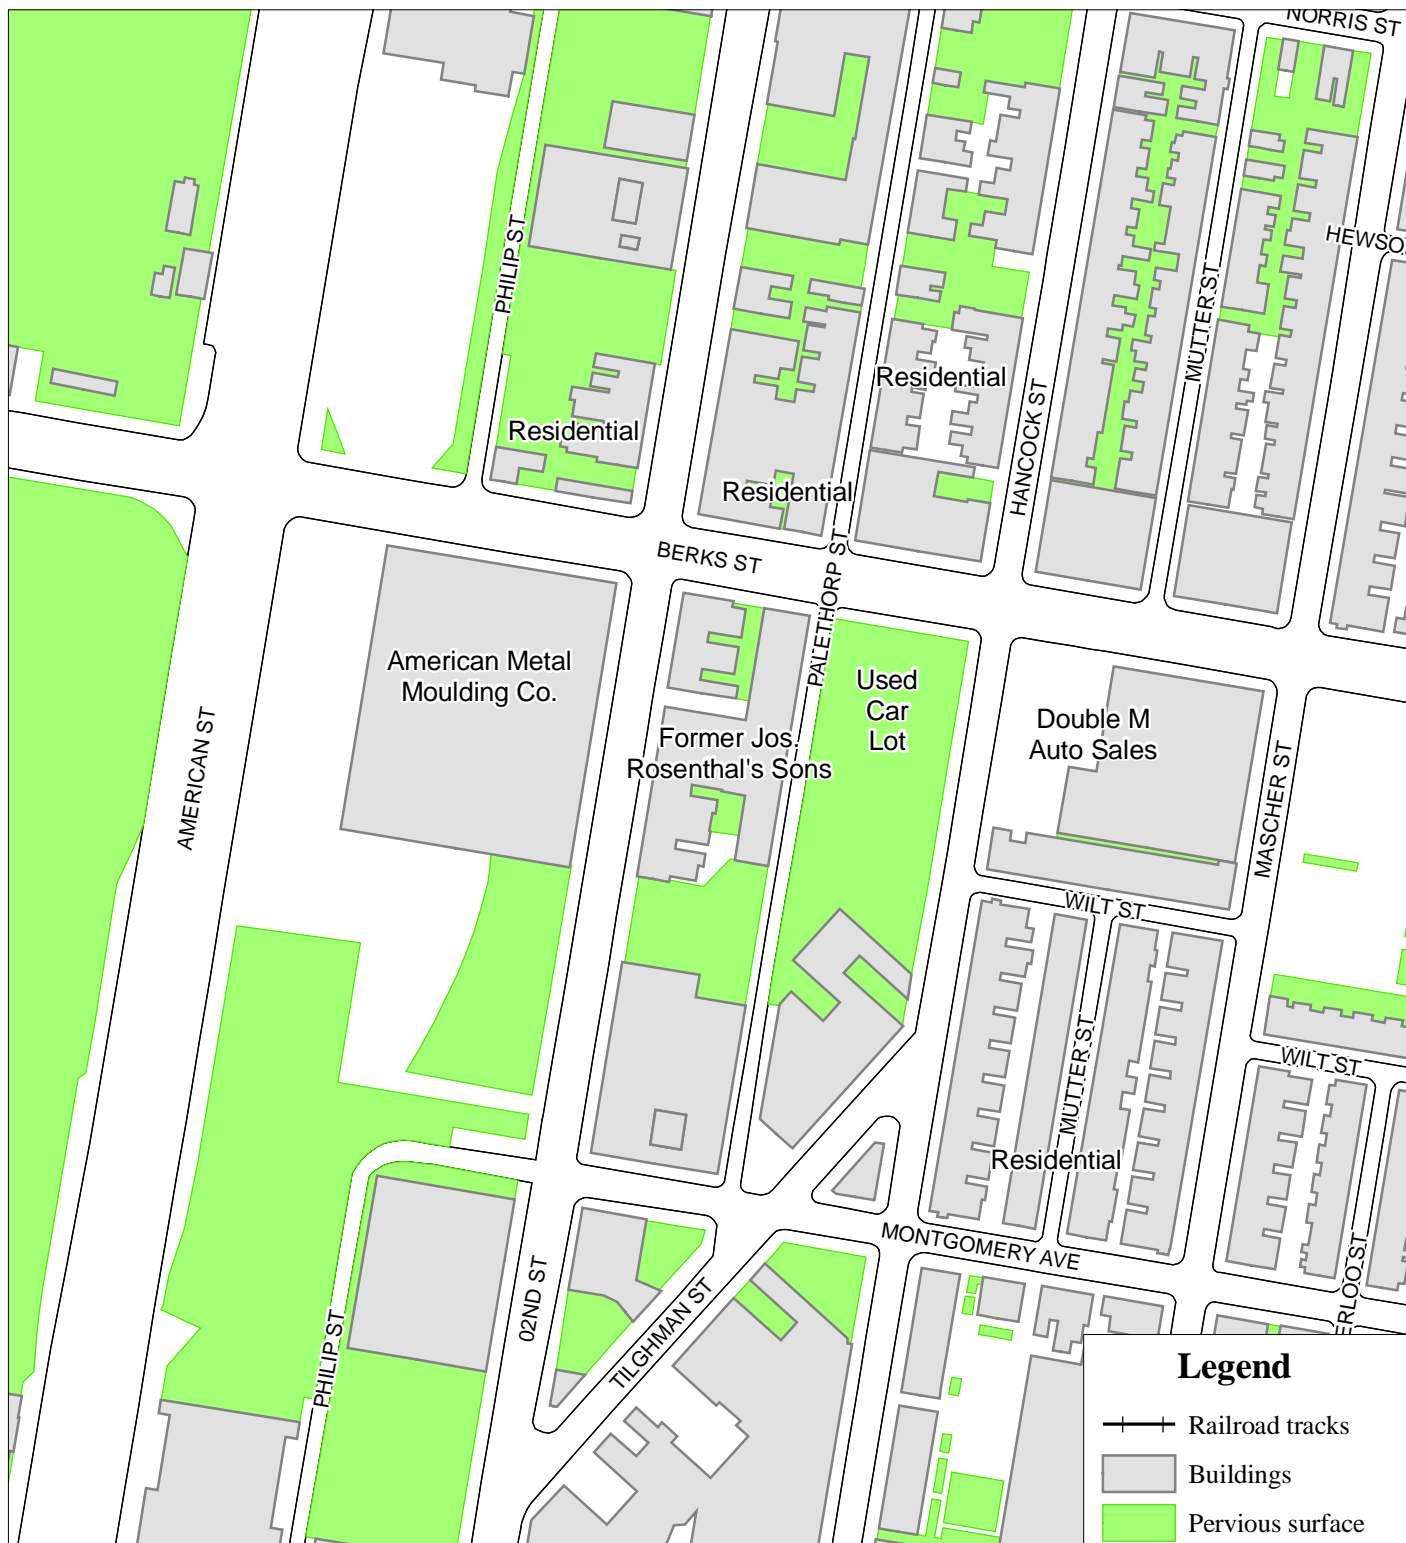 NORRIS ST
HEWSO
PHILIP ST
MUTTER ST
Residential
Residential
HANCOCK ST
Residential
BERKS ST
PALETHORP ST
American Metal
Moulding Co.
Used
Car
Lot
AMERICAN ST
Former Jos.
Rosenthal's Sons
Double M
Auto Sales
MASCHER ST
WILT ST
MUTTER ST
WILT ST
Residential
MONTGOMERY AVE
02ND ST
TILGHMAN ST
PHILIP ST
ERLOO ST
Legend
Railroad tracks
Buildings
Pervious surface